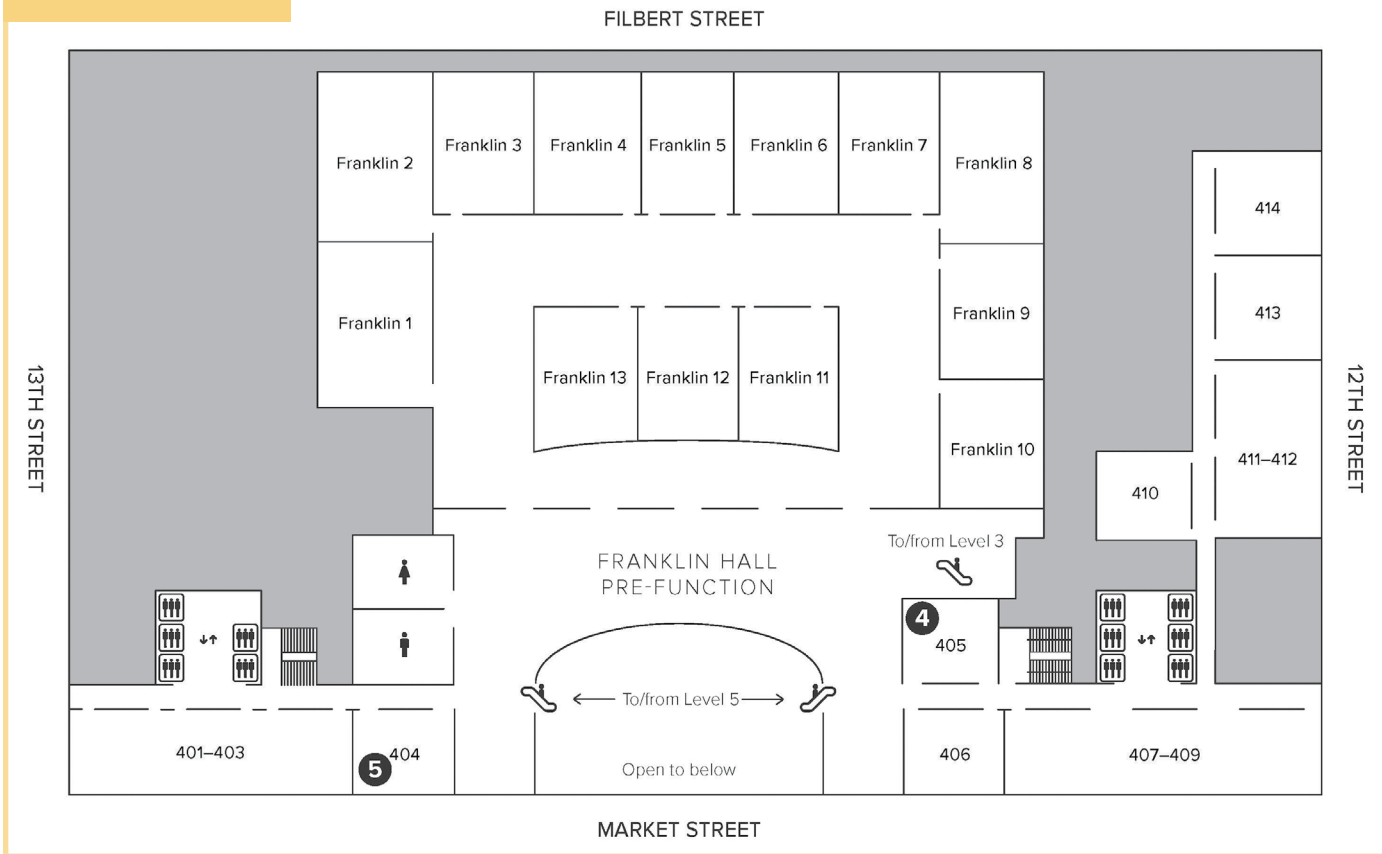 FILBERT STREET
Franklin 2
Franklin 3
Franklin 4
Franklin 5
Franklin 6
Franklin 7
Franklin 8
414
413
Franklin 1
Franklin 9
13TH STREET
12TH STREET
Franklin 13
Franklin 12
Franklin 11
Franklin 10
411–412
410
To/from Level 3
FRANKLIN HALL
PRE-FUNCTION
4
405
To/from Level 5
401–403
5
404
Open to below
406
407–409
MARKET STREET